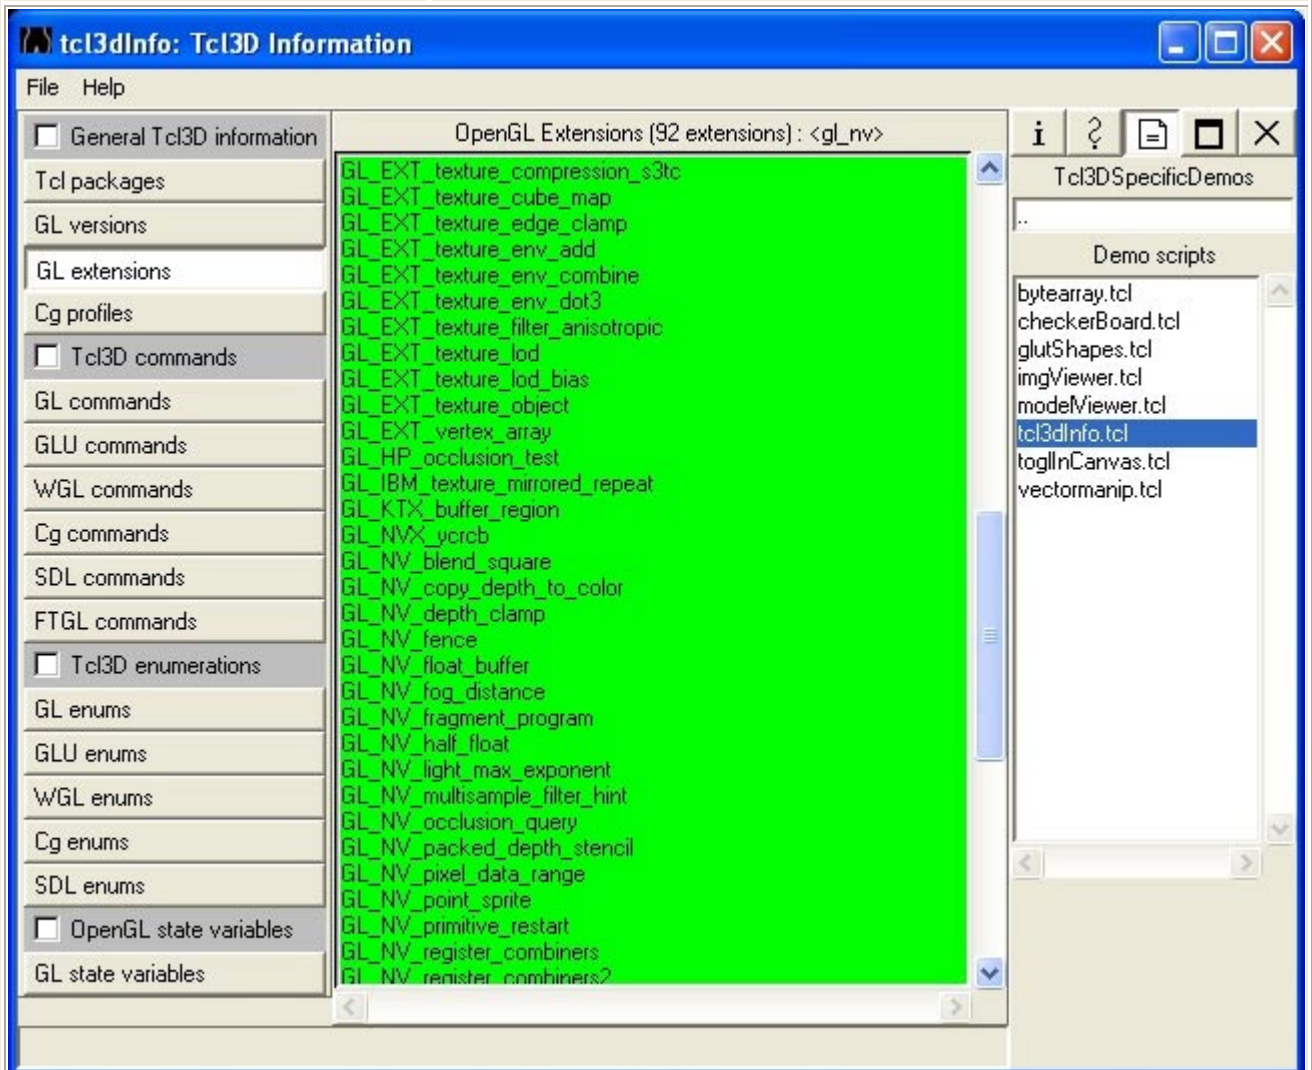 tcl3dInfo: Tcl3D Information
File Help
General Tcl3D information
Tcl packages
GL versions
GL extensions
Cg profiles
Tcl3D commands
GL commands
GLU commands
WGL commands
Cg commands
SDL commands
FTGL commands
Tcl3D enumerations
GL enums
GLU enums
WGL enums
Cg enums
SDL enums
OpenGL state variables
GL state variables
OpenGL Extensions (92 extensions) : <gl_nv>
GL_EXT_texture_compression_s3tc
GL_EXT_texture_cube_map
GL_EXT_texture_edge_clamp
GL_EXT_texture_env_add
GL_EXT_texture_env_combine
GL_EXT_texture_env_dot3
GL_EXT_texture_filter_anisotropic
GL_EXT_texture_lod
GL_EXT_texture_lod_bias
GL_EXT_texture_object
GL_EXT_vertex_array
GL_HP_occlusion_test
GL_IBM_texture_mirrored_repeat
GL_KTX_buffer_region
GL_NVX_ycrcb
GL_NV_blend_square
GL_NV_copy_depth_to_color
GL_NV_depth_clamp
GL_NV_fence
GL_NV_float_buffer
GL_NV_fog_distance
GL_NV_fragment_program
GL_NV_half_float
GL_NV_light_max_exponent
GL_NV_multisample_filter_hint
GL_NV_occlusion_query
GL_NV_packed_depth_stencil
GL_NV_pixel_data_range
GL_NV_point_sprite
GL_NV_primitive_restart
GL_NV_register_combiners
GL_NV_register_combiners2
i ?
Tcl3DSpecificDemos
..
Demo scripts
bytearray.tcl
checkerBoard.tcl
glutShapes.tcl
imgViewer.tcl
modelViewer.tcl
tcl3dInfo.tcl
toglInCanvas.tcl
vectormanip.tcl